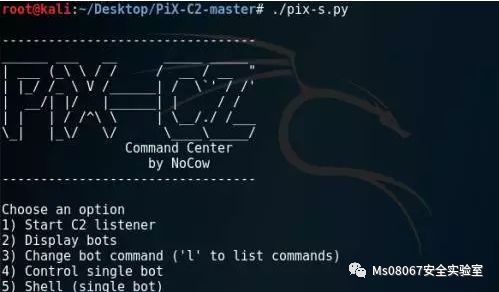 root@kali:~/Desktop/PiX-C2-master# ./pix-s.py
---------------------------------
PiX-C2
Command Center
by NoCow
---------------------------------
Choose an option
1) Start C2 listener
2) Display bots
3) Change bot command ('l' to list commands)
4) Control single bot
5) Shell (single bot)
Ms08067安全实验室